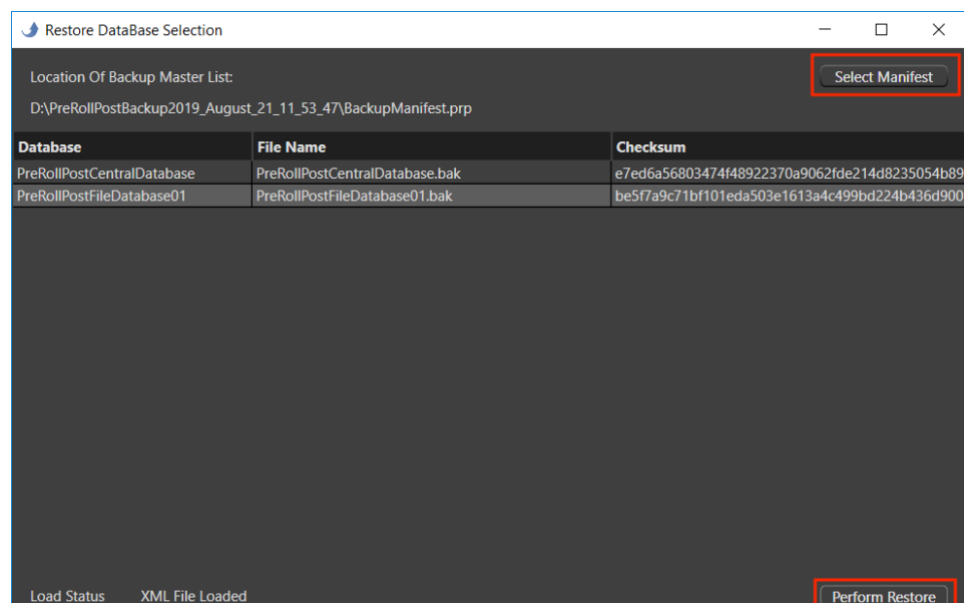 Restore DataBase Selection
Location Of Backup Master List:
Select Manifest
D:\PreRollPostBackup2019_August_21_11_53_47\BackupManifest.prp
Database File Name Checksum
PreRollPostCentralDatabase PreRollPostCentralDatabase.bak e7ed6a56803474f48922370a9062fde214d8235054b89
PreRollPostFileDatabase01 PreRollPostFileDatabase01.bak be5f7a9c71bf101eda503e1613a4c499bd224b436d900
Load Status XML File Loaded
Perform Restore